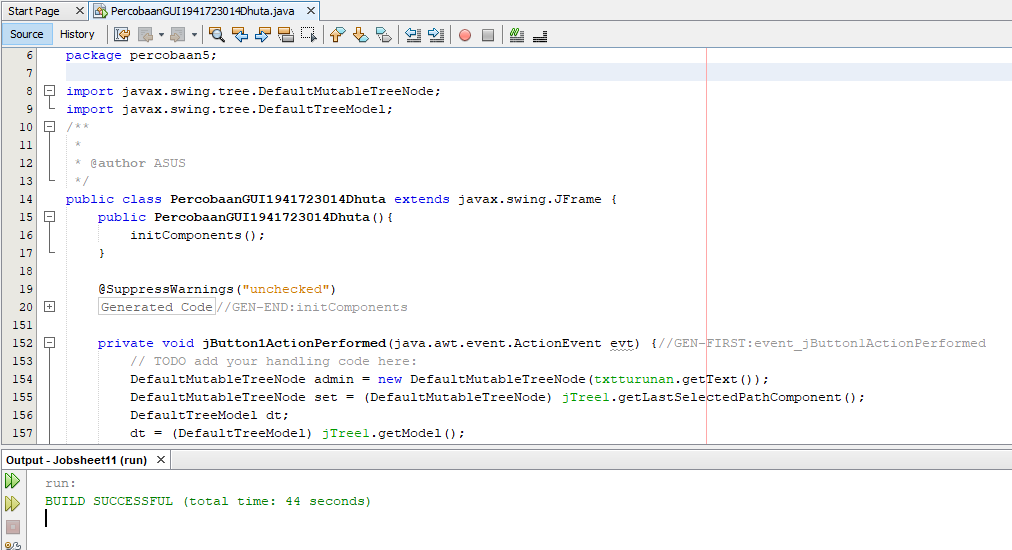 Start Page
PercobaanGUI1941723014Dhuta.java
Source History
6 package percobaan5;
7
8 import javax.swing.tree.DefaultMutableTreeNode;
9 import javax.swing.tree.DefaultTreeModel;
10 /**
11 *
12 * @author ASUS
13 */
14 public class PercobaanGUI1941723014Dhuta extends javax.swing.JFrame {
15 public PercobaanGUI1941723014Dhuta(){
16 initComponents();
17 }
18
19 @SuppressWarnings("unchecked")
20 Generated Code//GEN-END:initComponents
151
152 private void jButton1ActionPerformed(java.awt.event.ActionEvent evt) {//GEN-FIRST:event_jButton1ActionPerformed
153 // TODO add your handling code here:
154 DefaultMutableTreeNode admin = new DefaultMutableTreeNode(txtturunan.getText());
155 DefaultMutableTreeNode set = (DefaultMutableTreeNode) jTree1.getLastSelectedPathComponent();
156 DefaultTreeModel dt;
157 dt = (DefaultTreeModel) jTree1.getModel();
Output - Jobsheet11 (run)
run:
BUILD SUCCESSFUL (total time: 44 seconds)